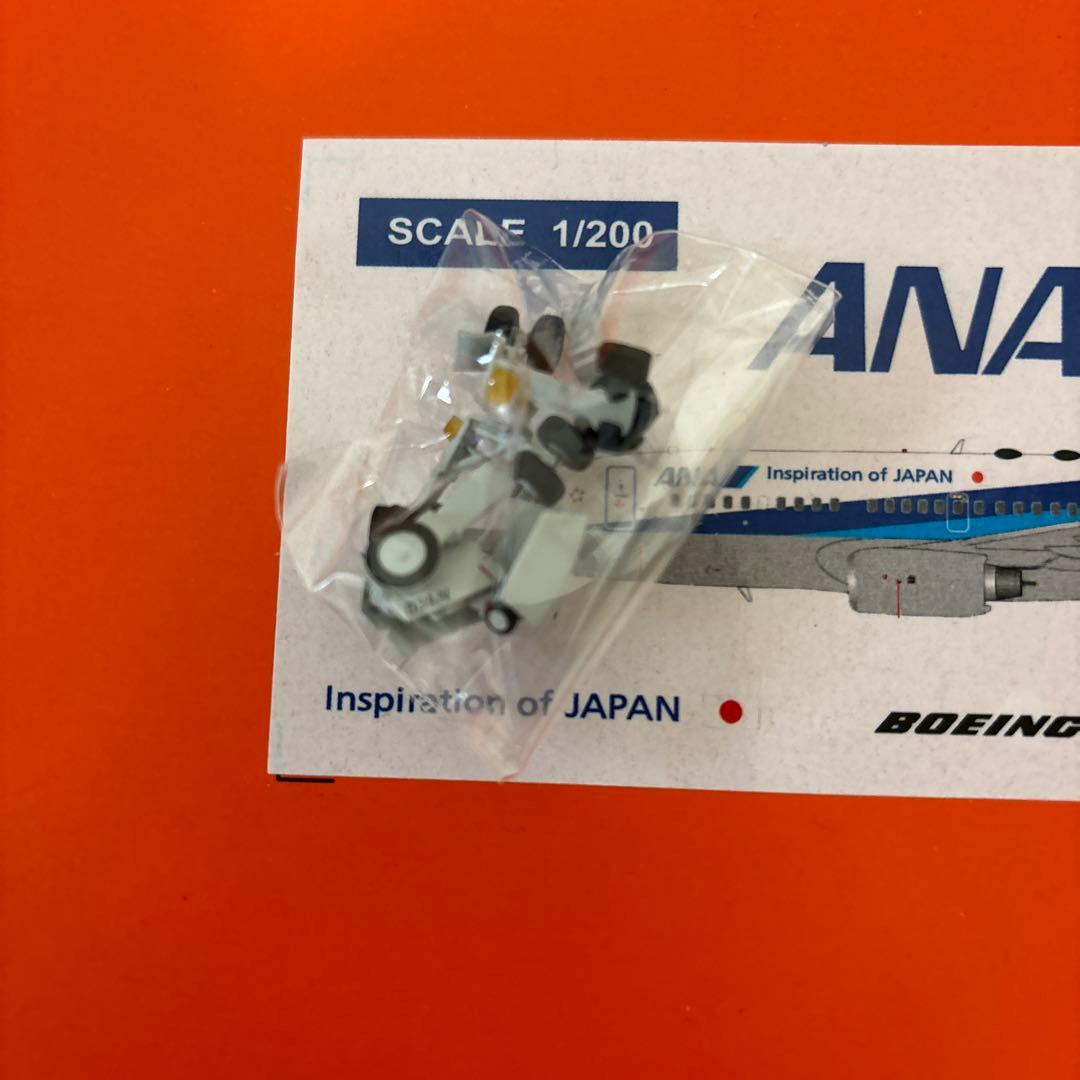 SCALE 1/200
ANA
ANA Inspiration of JAPAN
Inspiration of JAPAN
BOEING